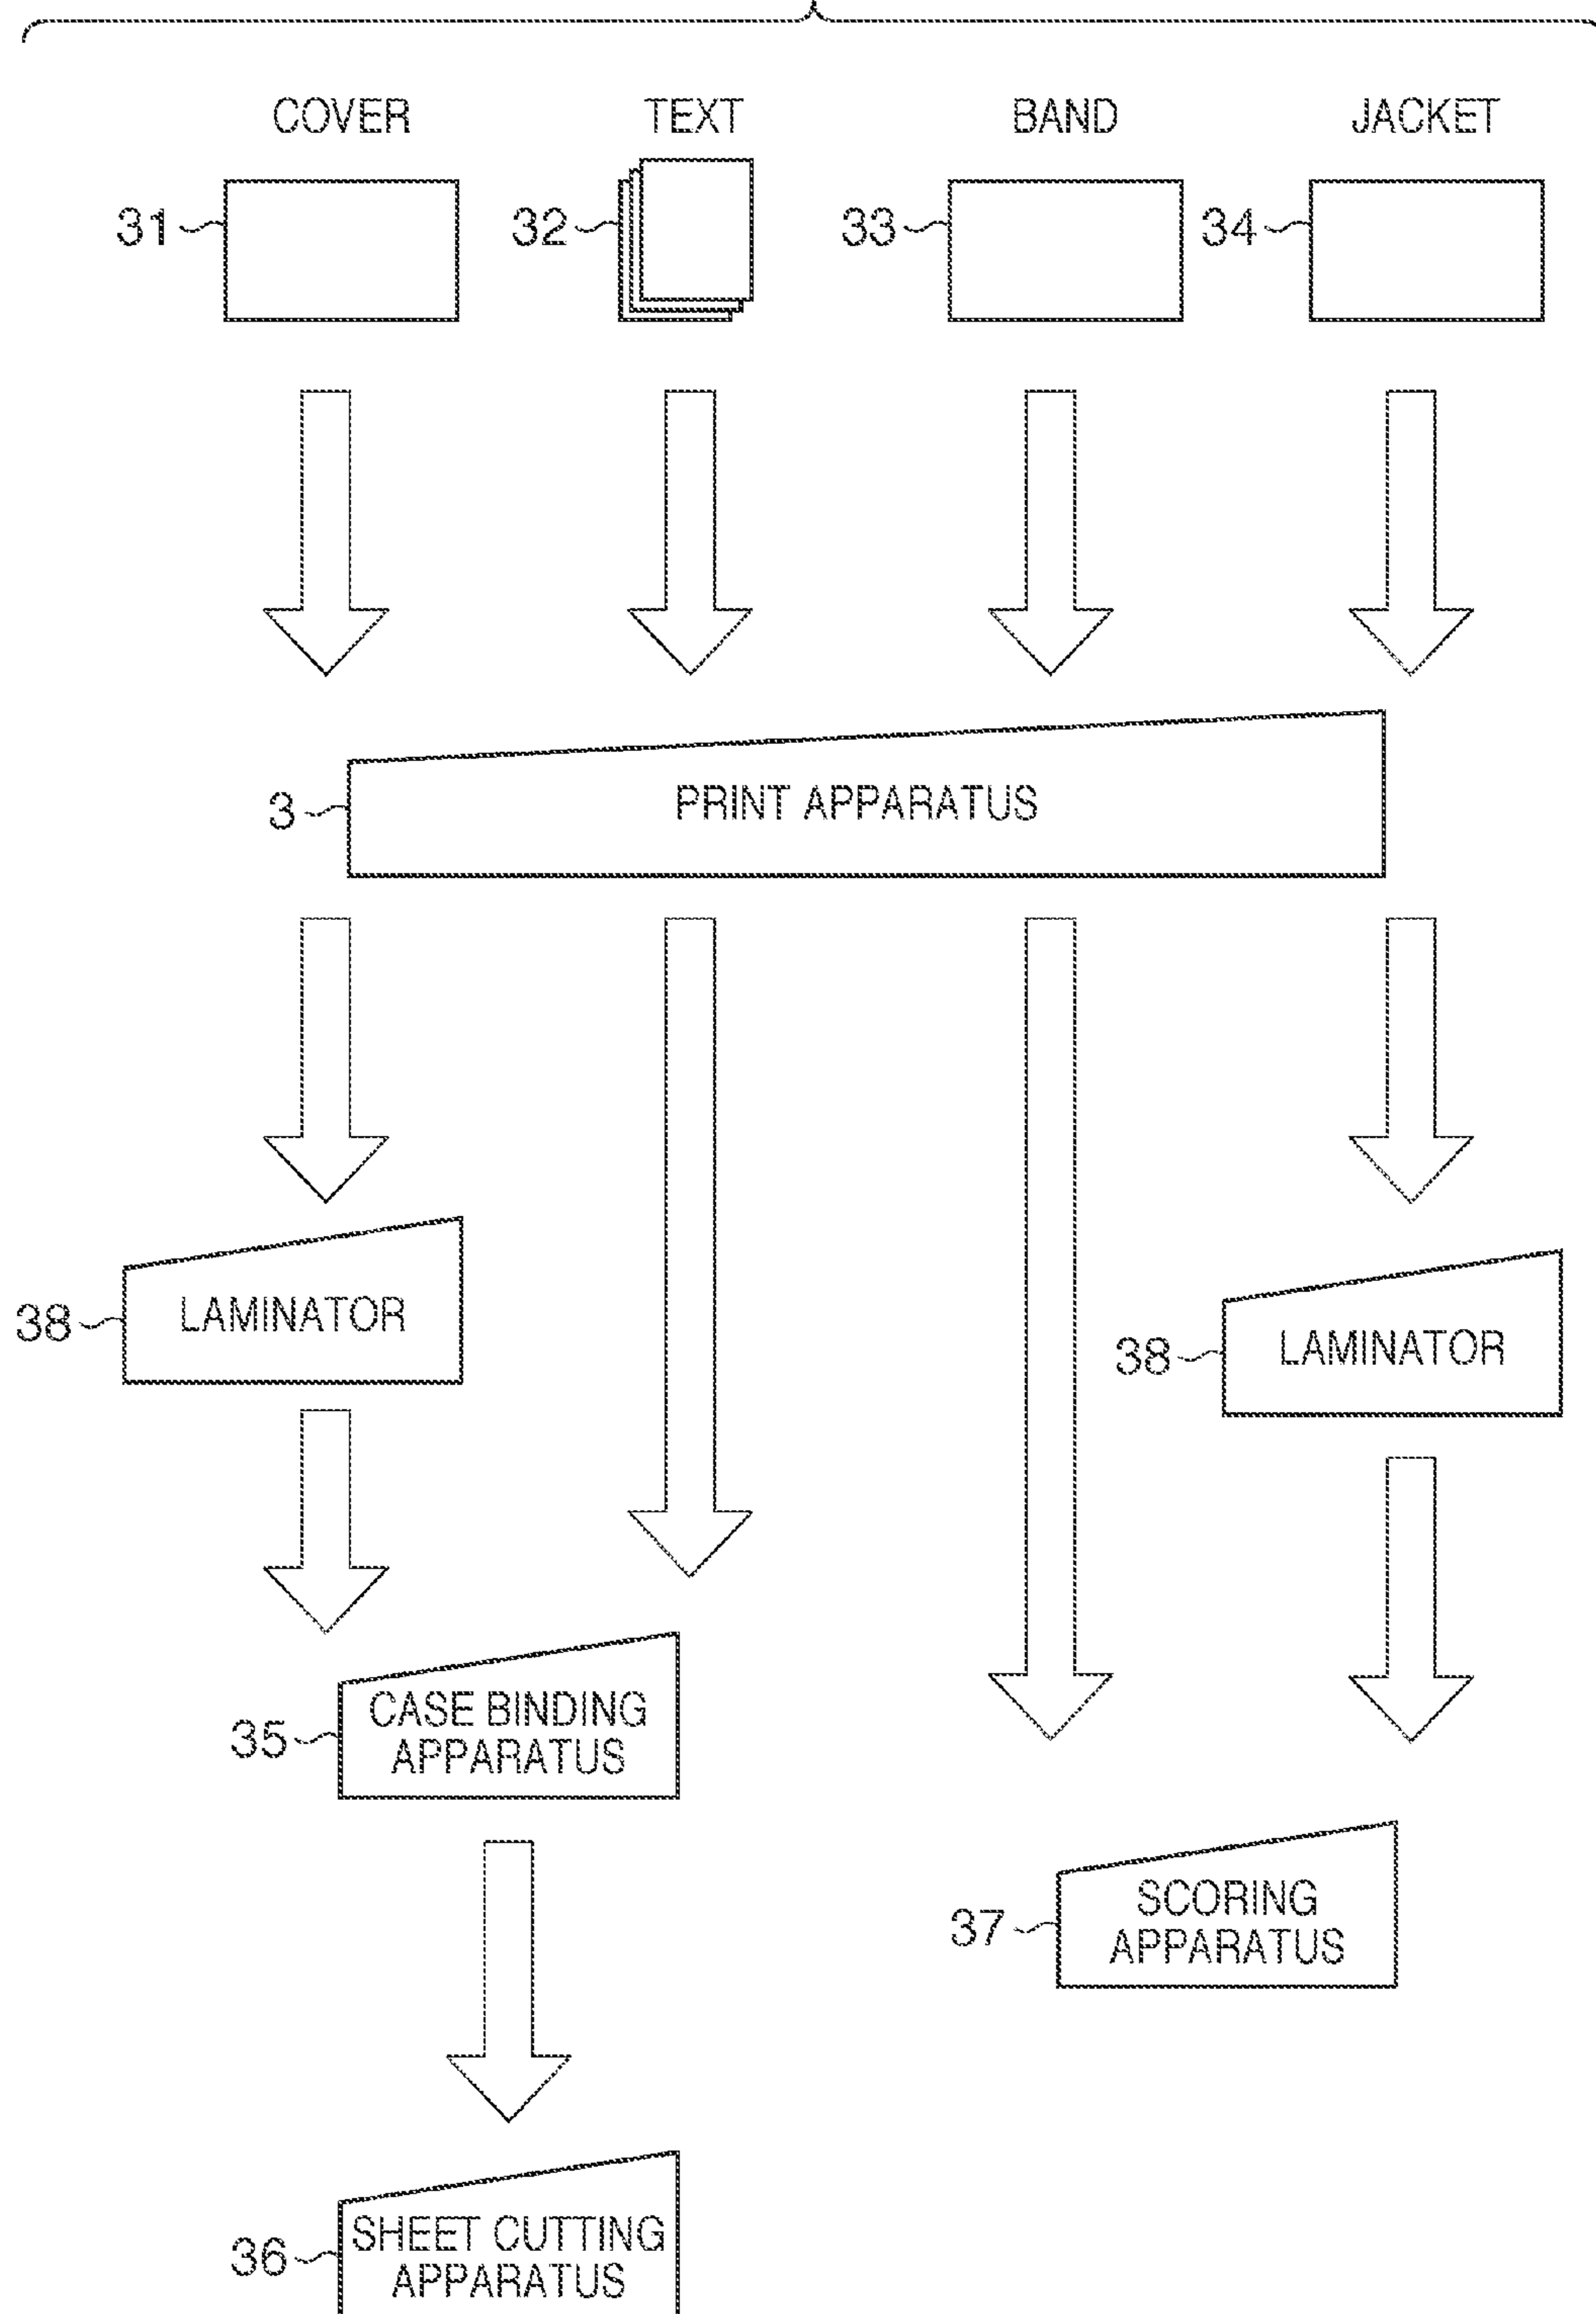 COVER TEXT BAND JACKET
31 32 33 34
3 PRINT APPARATUS
38 LAMINATOR
38 LAMINATOR
35 CASE BINDING
APPARATUS
37 SCORING
APPARATUS
36 SHEET CUTTING
APPARATUS